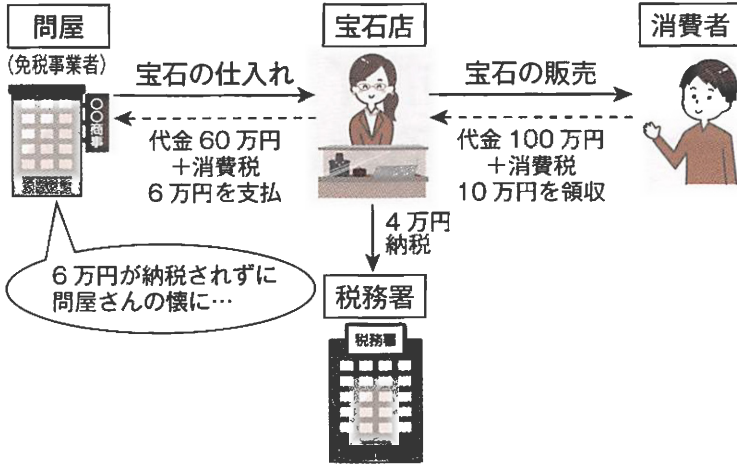 問屋
(免税事業者)
〇〇商事
宝石の仕入れ
代金 60 万円
＋消費税
6 万円を支払
宝石店
宝石の販売
代金 100 万円
＋消費税
10 万円を領収
消費者
4 万円
納税
6 万円が納税されずに
問屋さんの懐に…
税務署
税務署